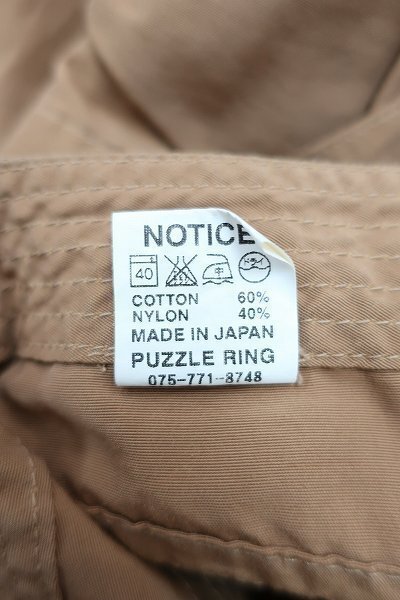 NOTICE
40
COTTON 60%
NYLON 40%
MADE IN JAPAN
PUZZLE RING
075-771-8748